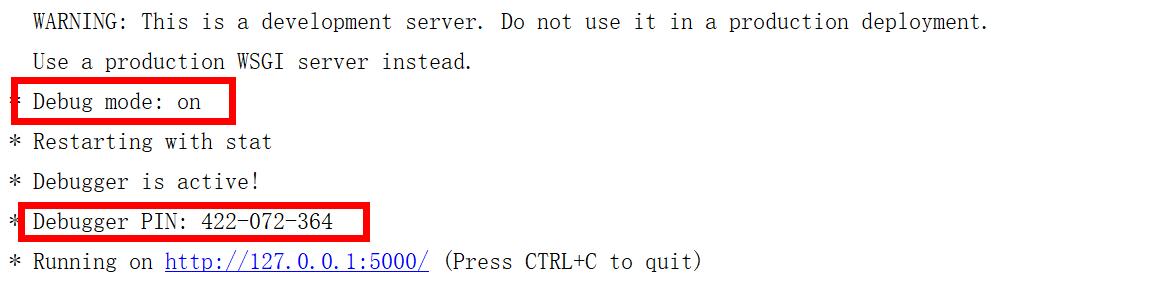 WARNING: This is a development server. Do not use it in a production deployment.
Use a production WSGI server instead.
* Debug mode: on
* Restarting with stat
* Debugger is active!
* Debugger PIN: 422-072-364
* Running on http://127.0.0.1:5000/ (Press CTRL+C to quit)